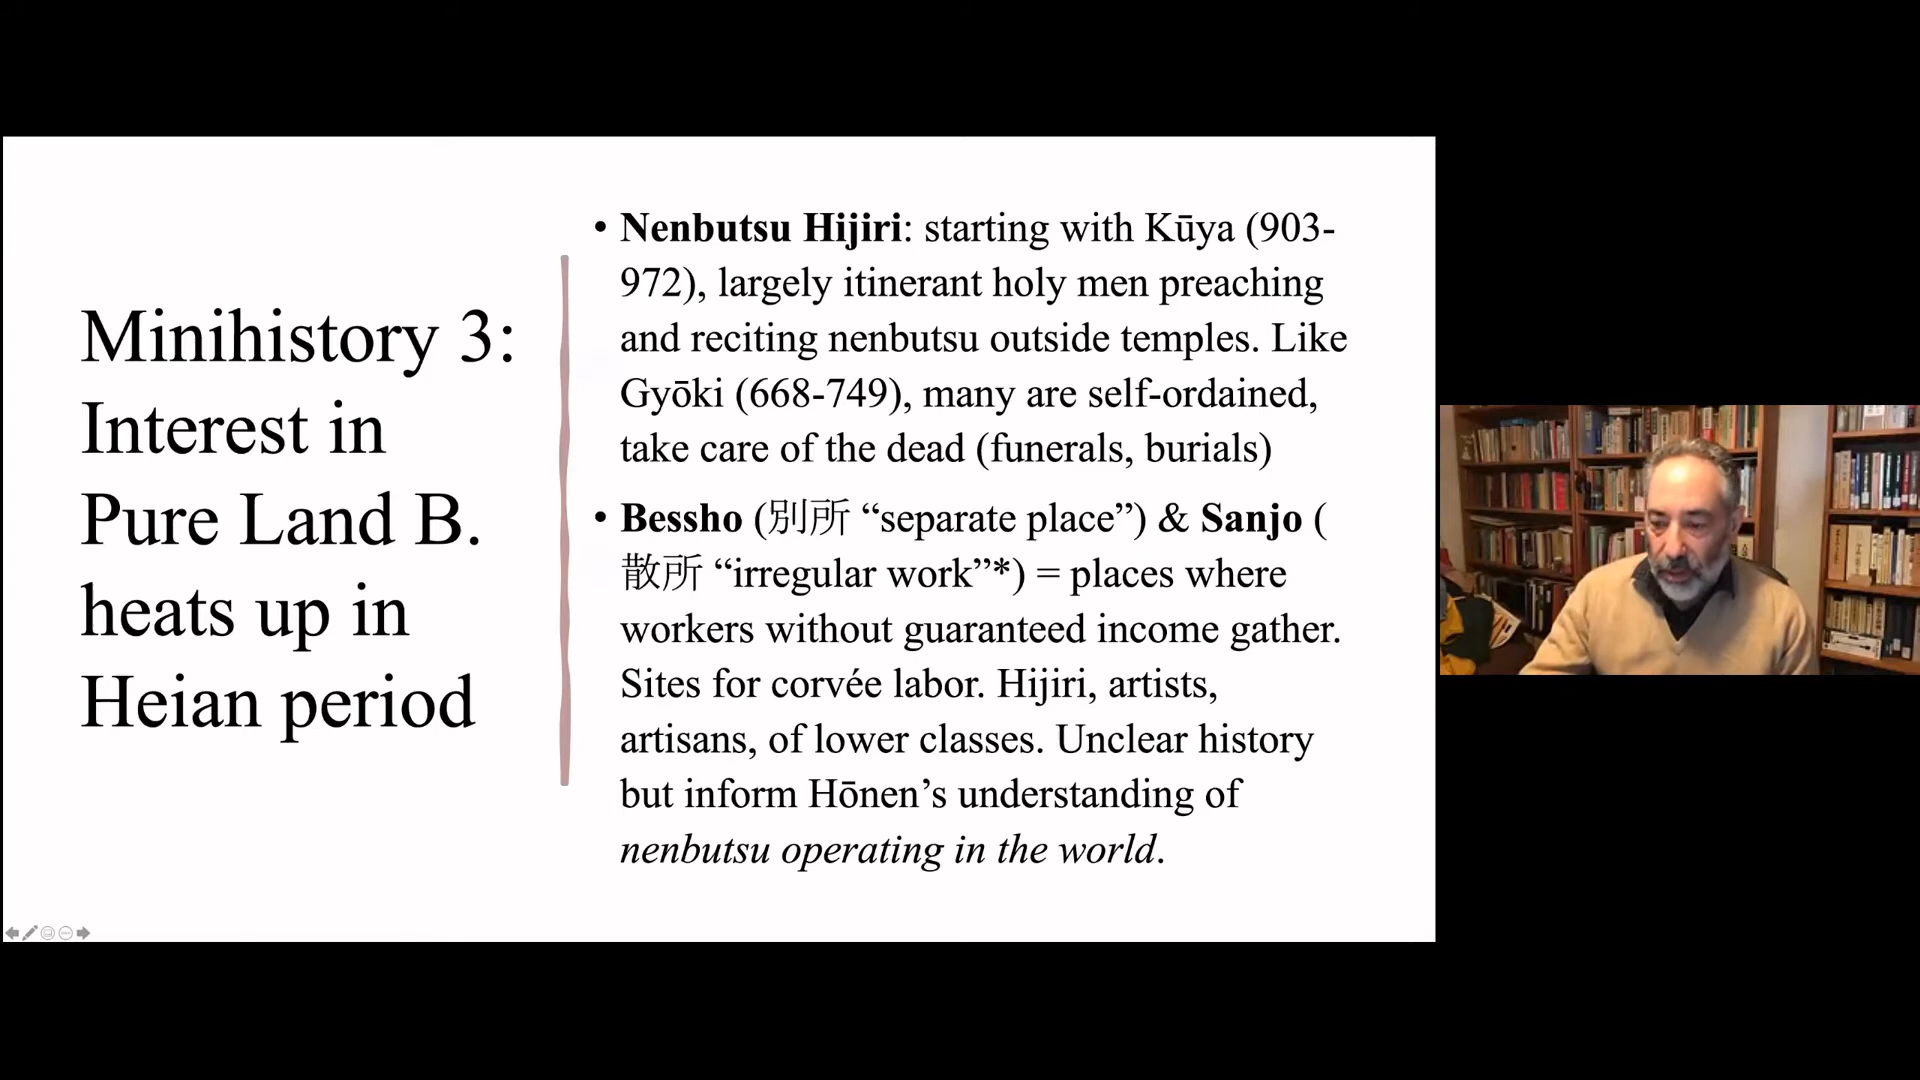 Minihistory 3:
Interest in
Pure Land B.
heats up in
Heian period
• Nenbutsu Hijiri: starting with Kūya (903-
972), largely itinerant holy men preaching
and reciting nenbutsu outside temples. Like
Gyōki (668-749), many are self-ordained,
take care of the dead (funerals, burials)
• Bessho (別所 “separate place”) & Sanjo (
散所 “irregular work”*) = places where
workers without guaranteed income gather.
Sites for corvée labor. Hijiri, artists,
artisans, of lower classes. Unclear history
but inform Hōnen’s understanding of
nenbutsu operating in the world.